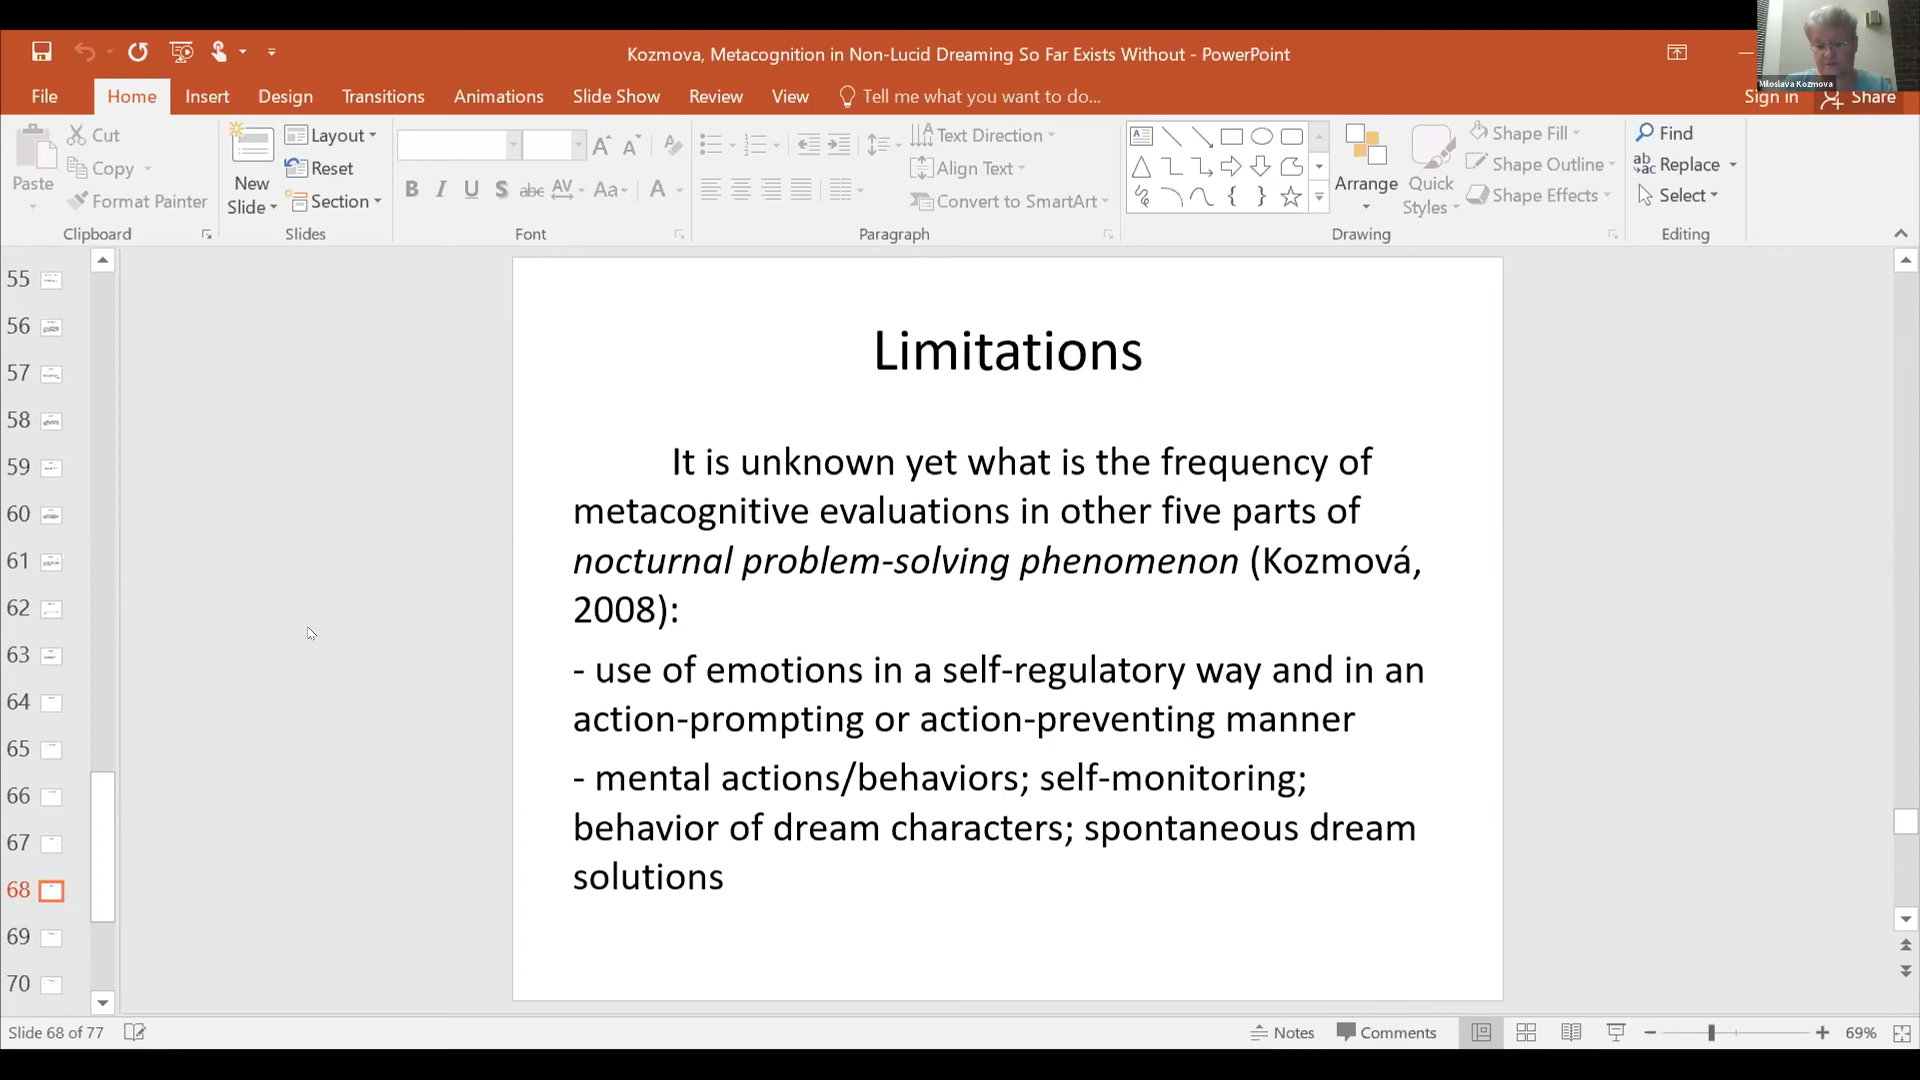 Kozmova, Metacognition in Non-Lucid Dreaming So Far Exists Without - PowerPoint
Miloslava Kozmova
File Home Insert Design Transitions Animations Slide Show Review View Tell me what you want to do... Sign in Share
Paste
Cut
Copy
Format Painter
Clipboard
New Slide
Layout
Reset
Section
Slides
B I U S abc AV Aa A
Font
Text Direction
Align Text
Convert to SmartArt
Paragraph
Arrange
Quick Styles
Shape Fill
Shape Outline
Shape Effects
Drawing
Find
Replace
Select
Editing
55
56
57
58
59
60
61
62
63
64
65
66
67
68
69
70
Limitations
It is unknown yet what is the frequency of
metacognitive evaluations in other five parts of
nocturnal problem-solving phenomenon (Kozmová,
2008):
- use of emotions in a self-regulatory way and in an
action-prompting or action-preventing manner
- mental actions/behaviors; self-monitoring;
behavior of dream characters; spontaneous dream
solutions
Slide 68 of 77 Notes Comments 69%